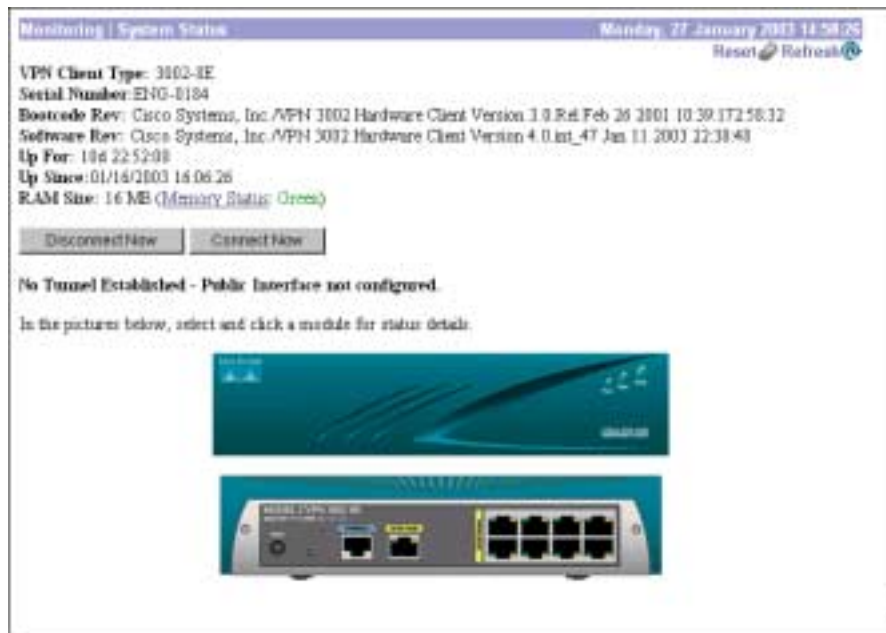 Monitoring | System Status Monday, 27 January 2003 14:58:26
Reset Refresh
VPN Client Type: 3002-8E
Serial Number: ENG-0184
Bootcode Rev: Cisco Systems, Inc./VPN 3002 Hardware Client Version 3.0.Rel Feb 26 2001 10:39:172:58:32
Software Rev: Cisco Systems, Inc./VPN 3002 Hardware Client Version 4.0.int_47 Jan 11 2003 22:38:48
Up For: 10d 22:52:00
Up Since: 01/16/2003 16:06:26
RAM Size: 16 MB (Memory Status: Green)
Disconnect Now Connect Now
No Tunnel Established - Public Interface not configured.
In the pictures below, select and click a module for status details.